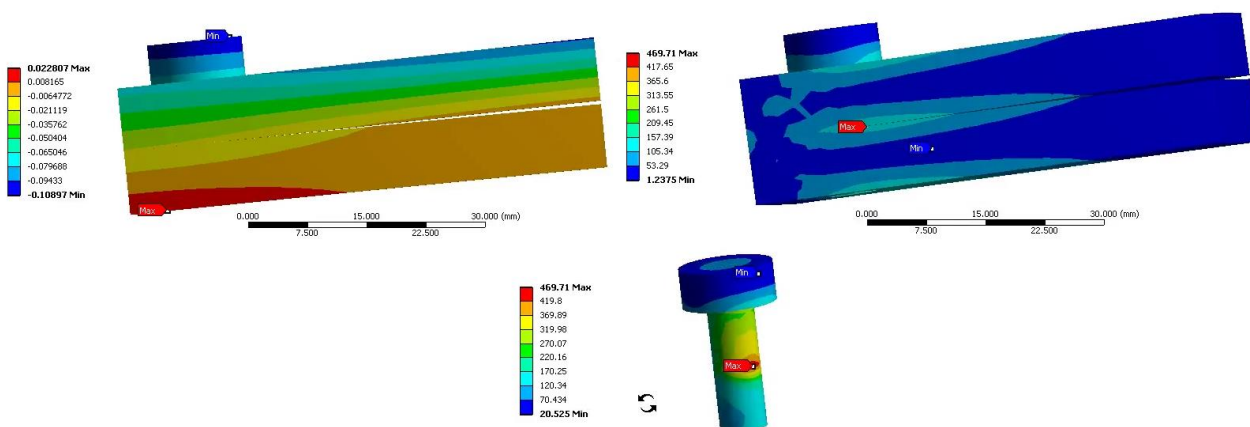 Min
0.022807 Max
0.008165
-0.0064772
-0.021119
-0.035762
-0.050404
-0.065046
-0.079688
-0.09433
-0.10897 Min
Max
0.000 15.000 30.000 (mm)
7.500 22.500
469.71 Max
417.65
365.6
313.55
261.5
209.45
157.39
105.34
53.29
1.2375 Min
Max
Min
0.000 15.000 30.000 (mm)
7.500 22.500
469.71 Max
419.8
369.89
319.98
270.07
220.16
170.25
120.34
70.434
20.525 Min
Min
Max